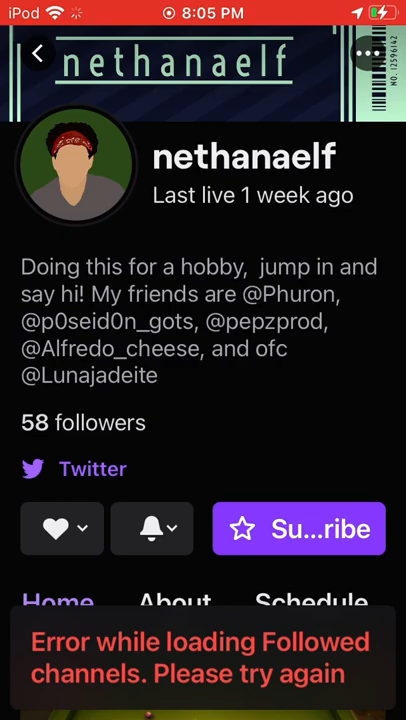 iPod 8:05 PM
nethanaelf
NO. 12596142
nethanaelf
Last live 1 week ago
Doing this for a hobby, jump in and
say hi! My friends are @Phuron,
@p0seid0n_gots, @pepzprod,
@Alfredo_cheese, and ofc
@Lunajadeite
58 followers
Twitter
Su...ribe
Home About Schedule
Error while loading Followed
channels. Please try again